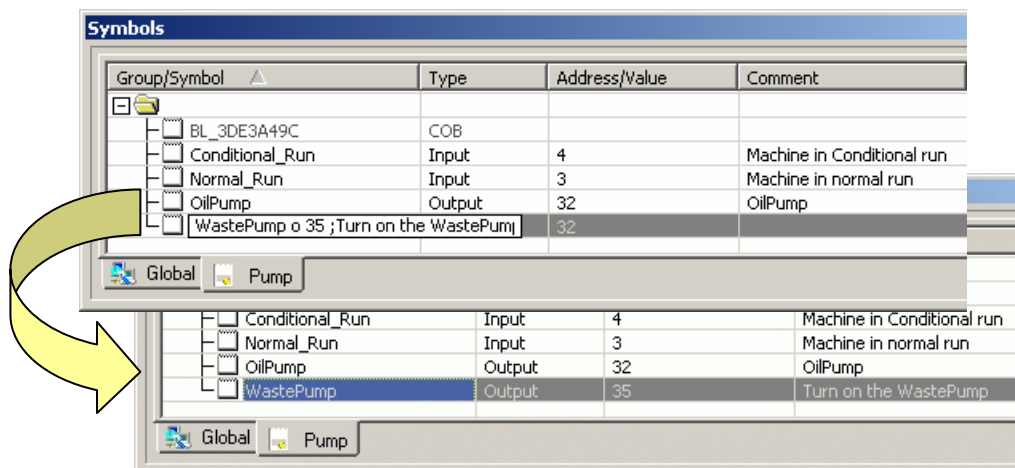 Symbols
Group/Symbol Type Address/Value Comment
BL_3DE3A49C COB
Conditional_Run Input 4 Machine in Conditional run
Normal_Run Input 3 Machine in normal run
OilPump Output 32 OilPump
WastePump o 35 ;Turn on the WastePum 32
Global Pump
Conditional_Run Input 4 Machine in Conditional run
Normal_Run Input 3 Machine in normal run
OilPump Output 32 OilPump
WastePump Output 35 Turn on the WastePump
Global Pump